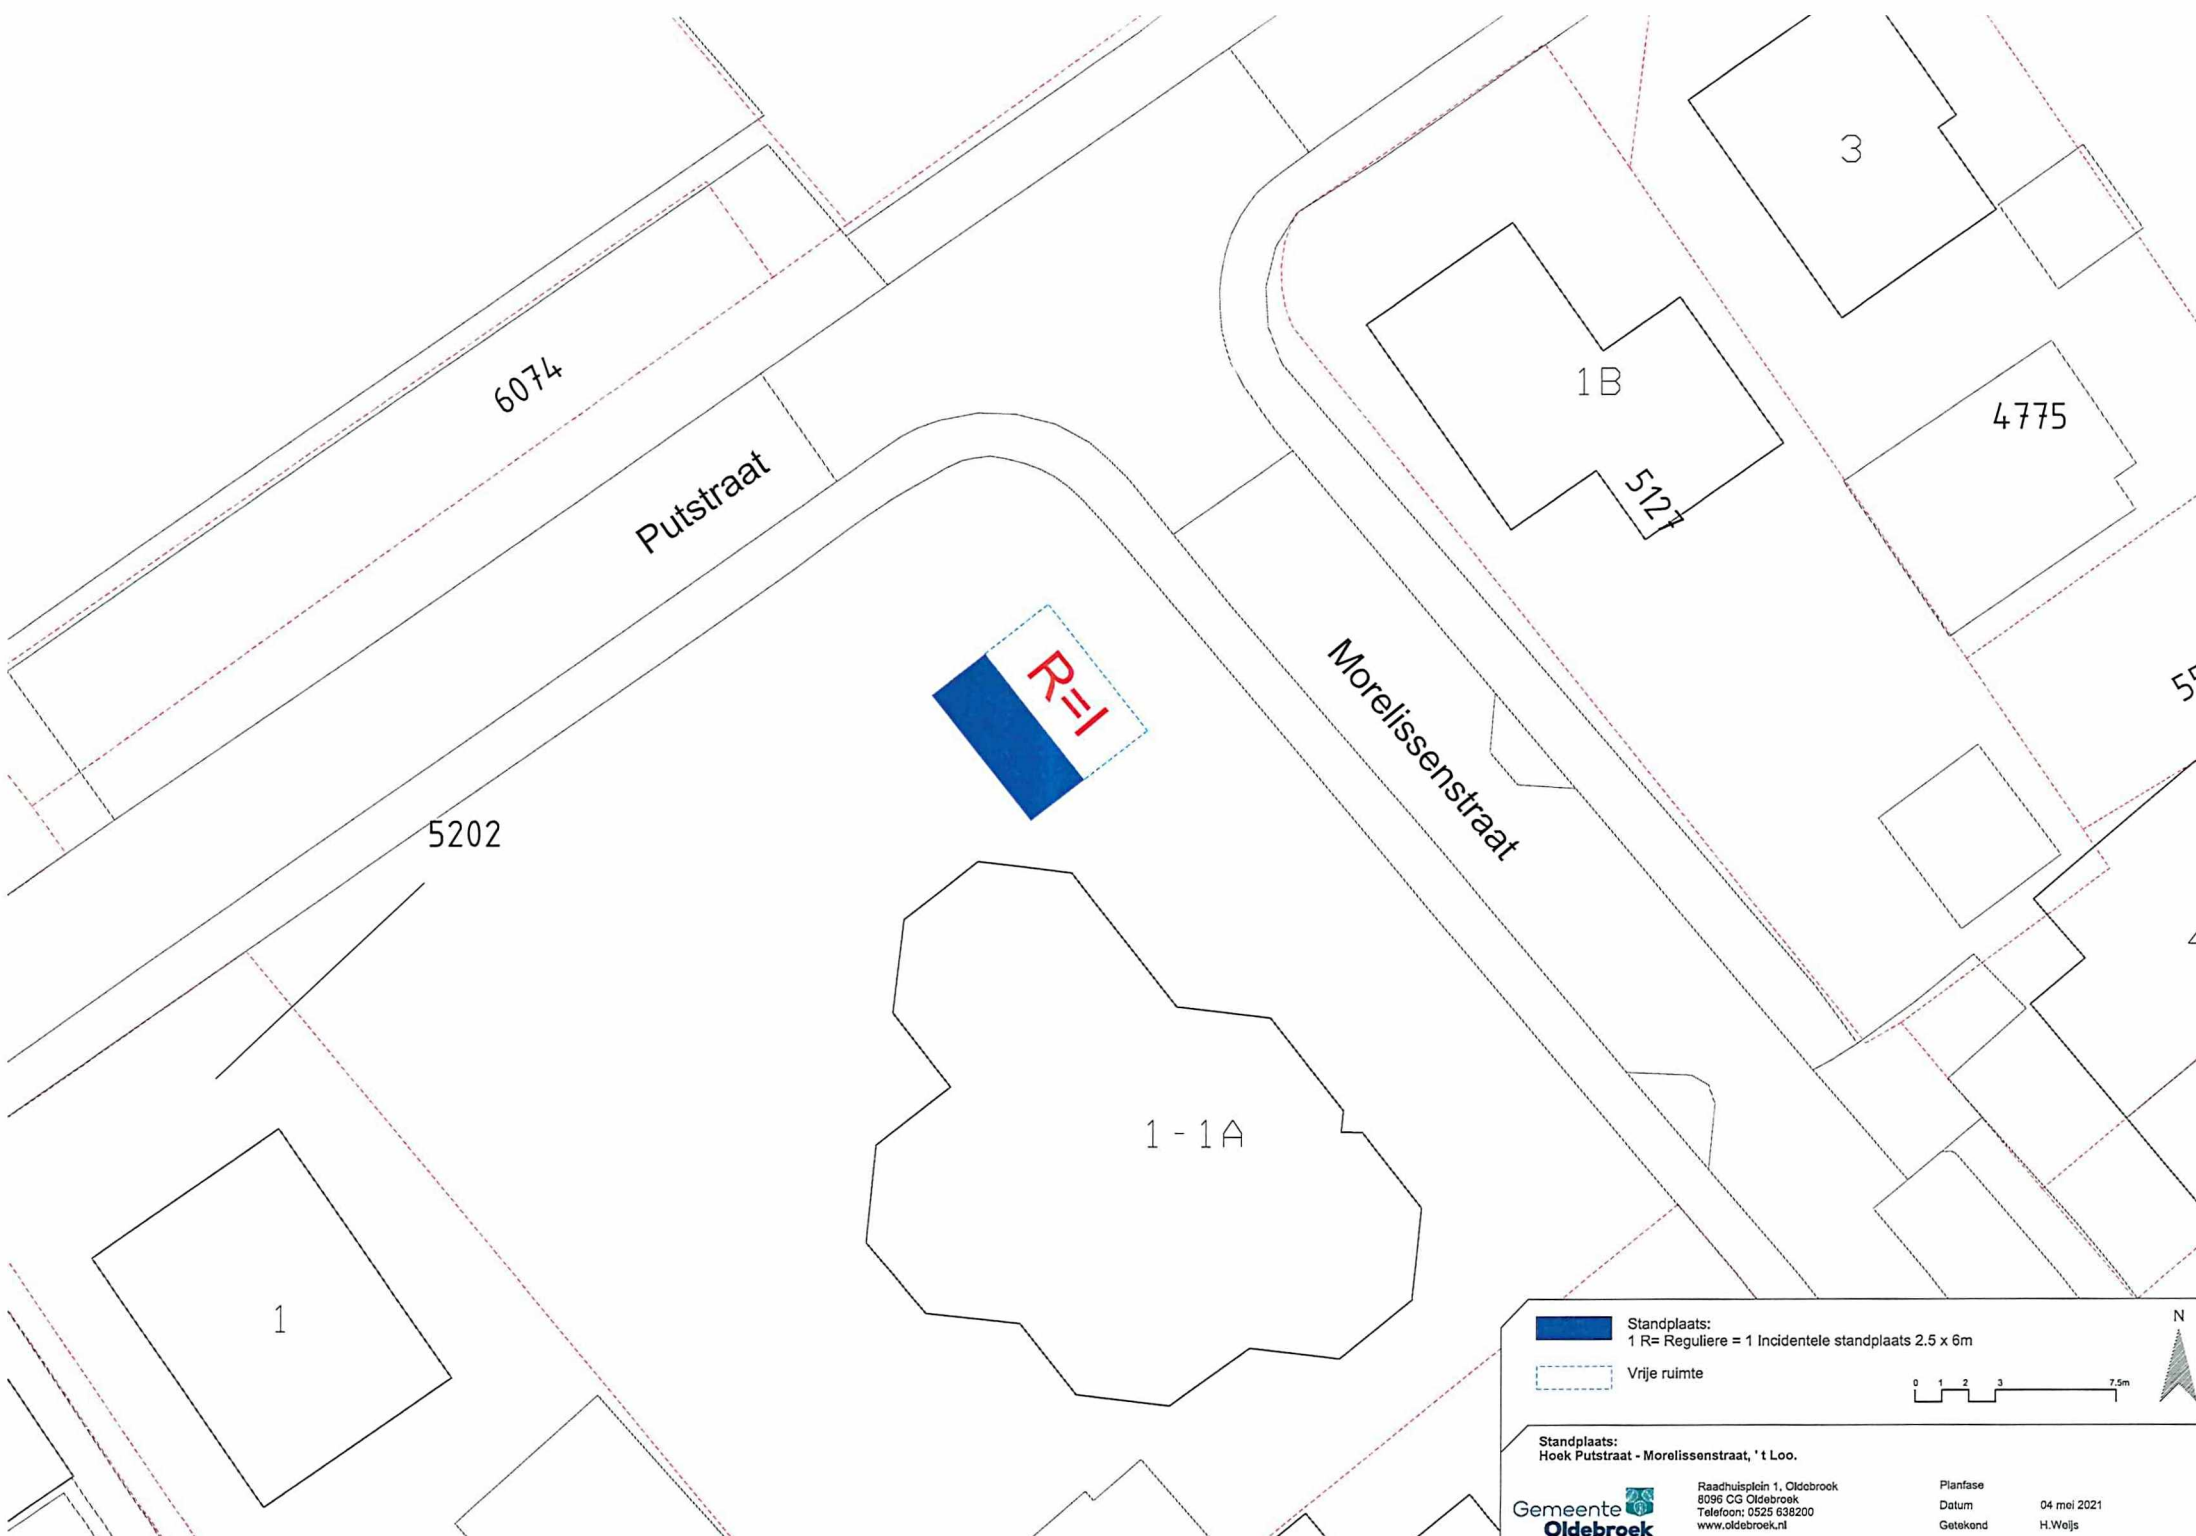 3
6074
1B
4775
5127
Putstraat
R=I
Morelissenstraat
5202
1 - 1A
1
Standplaats:
1 R= Reguliere = 1 Incidentele standplaats 2.5 x 6m
Vrije ruimte
0 1 2 3 7.5m
N
Standplaats:
Hoek Putstraat - Morelissenstraat, ' t Loo.
Gemeente
Oldebroek
Raadhuisplein 1, Oldebroek
8096 CG Oldebroek
Telefoon: 0525 638200
www.oldebroek.nl
Planfase
Datum 04 mei 2021
Getekend H.Weijs